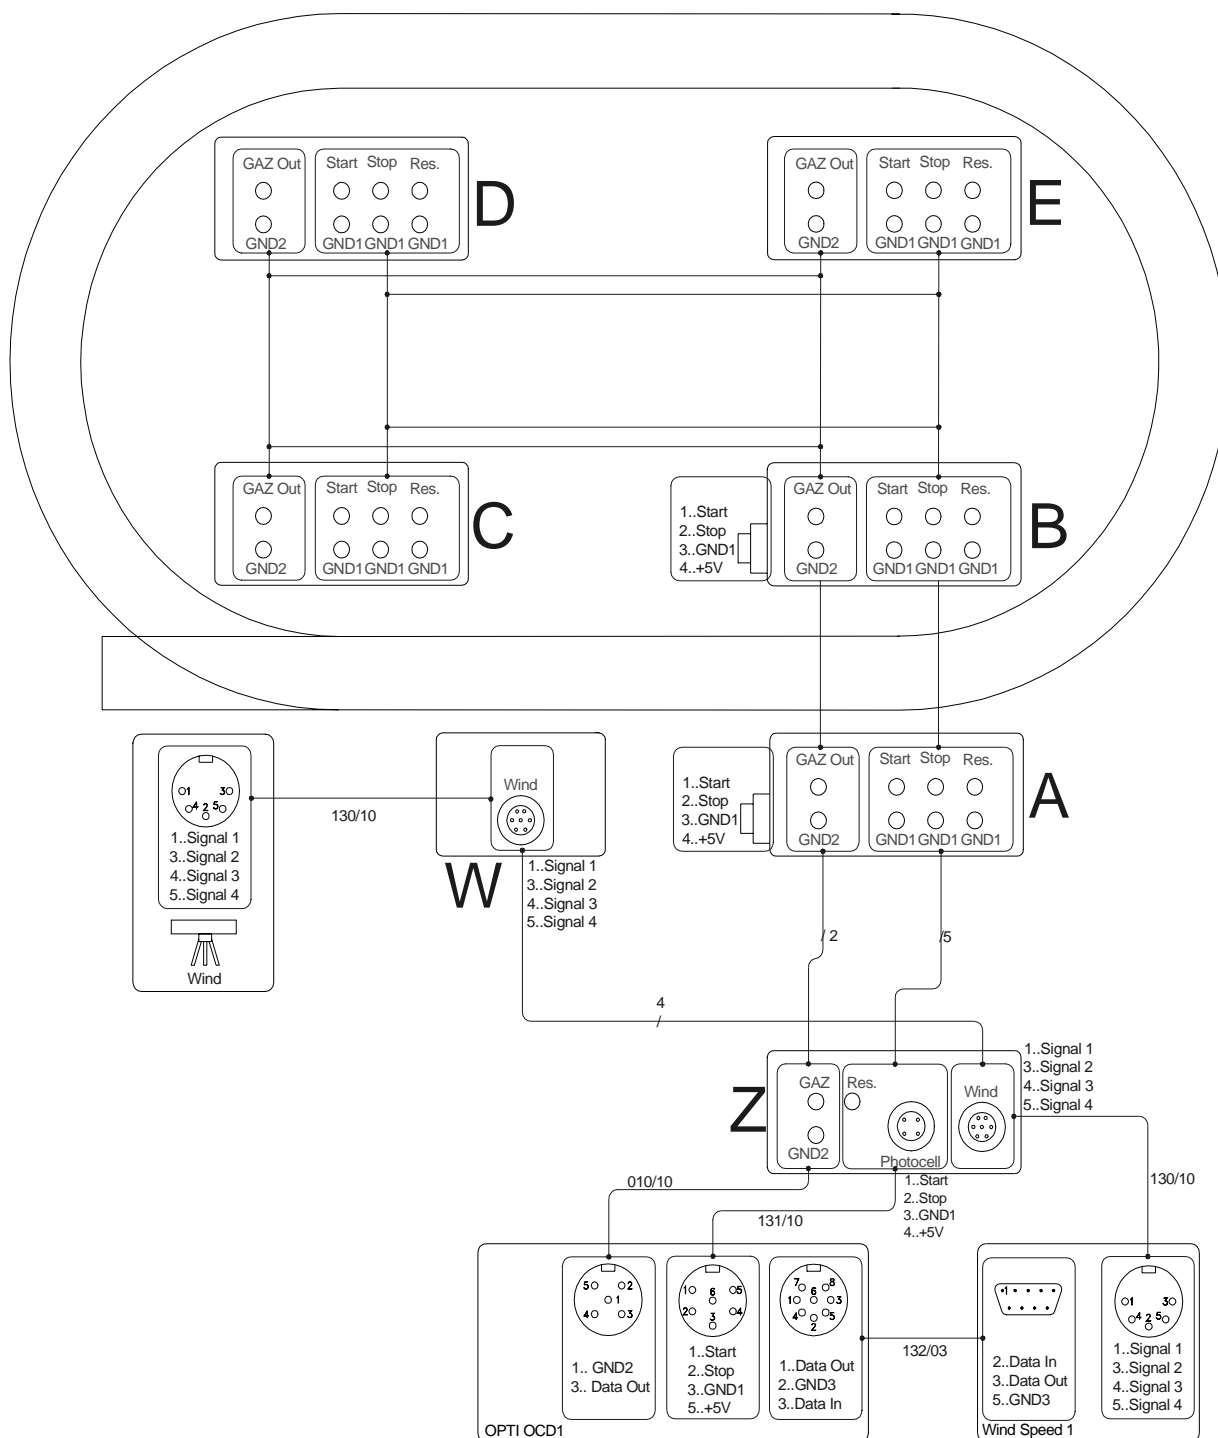 GAZ Out Start Stop Res.
GND2 GND1 GND1 GND1
D
GAZ Out Start Stop Res.
GND2 GND1 GND1 GND1
E
GAZ Out Start Stop Res.
GND2 GND1 GND1 GND1
C
1..Start
2..Stop
3..GND1
4..+5V
GAZ Out Start Stop Res.
GND2 GND1 GND1 GND1
B
1 3
4 2 5
1..Signal 1
3..Signal 2
4..Signal 3
5..Signal 4
Wind
130/10
Wind
W
1..Signal 1
3..Signal 2
4..Signal 3
5..Signal 4
1..Start
2..Stop
3..GND1
4..+5V
GAZ Out Start Stop Res.
GND2 GND1 GND1 GND1
A
/ 2
/5
4
/
Z
GAZ
GND2
Res.
Photocell
Wind
1..Signal 1
3..Signal 2
4..Signal 3
5..Signal 4
1..Start
2..Stop
3..GND1
4..+5V
010/10
131/10
130/10
5 2
1
4 3
1.. GND2
3.. Data Out
1 6 5
2 4
3
1..Start
2..Stop
3..GND1
5..+5V
7 8
6
1 3
4 5
2
1..Data Out
2..GND3
3..Data In
OPTI OCD1
132/03
1
2..Data In
3..Data Out
5..GND3
1 3
4 2 5
1..Signal 1
3..Signal 2
4..Signal 3
5..Signal 4
Wind Speed 1